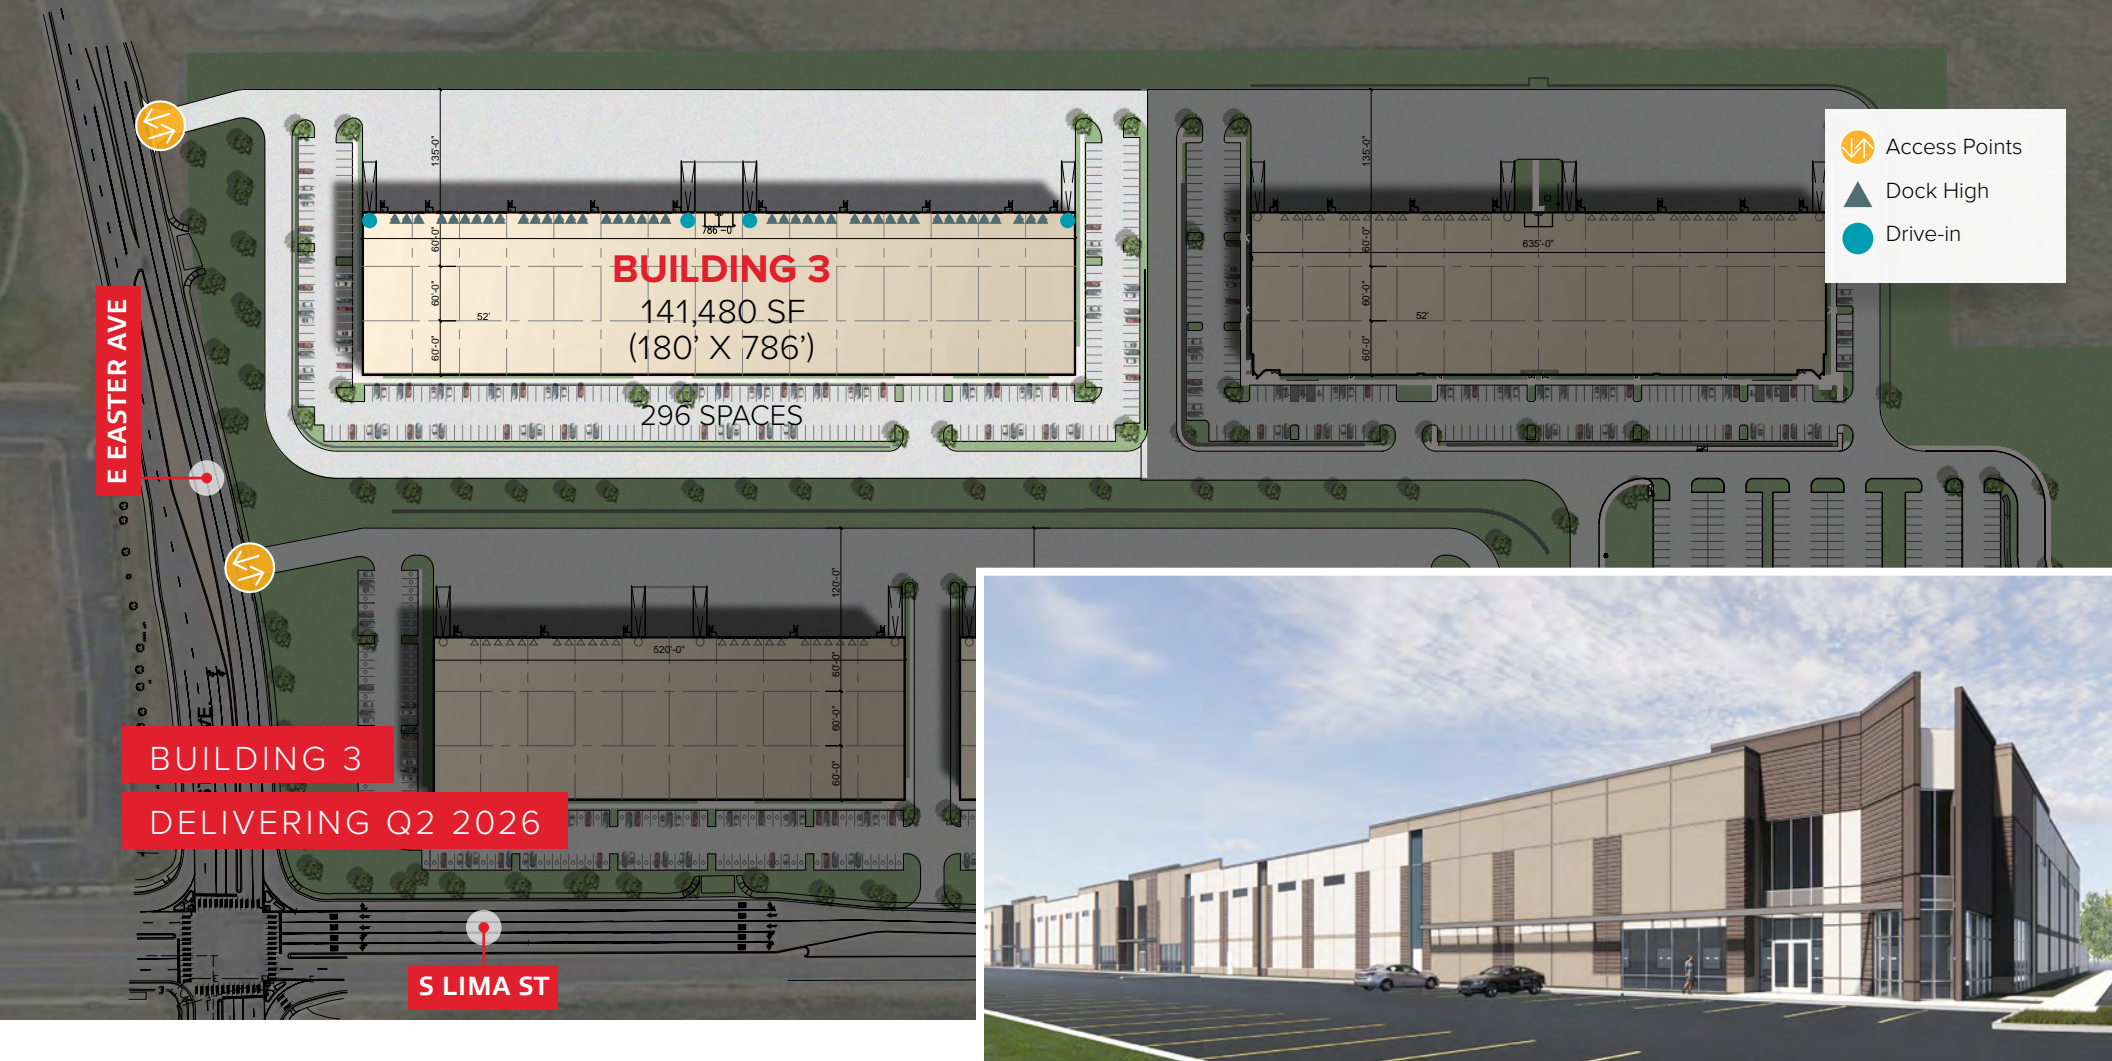 135'-0"
135'-0"
Access Points
Dock High
Drive-in
786'-0"
60'-0"
60'-0"
635'-0"
BUILDING 3
141,480 SF
(180' X 786')
60'-0"
60'-0"
52'
52'
60'-0"
60'-0"
296 SPACES
E EASTER AVE
120'-0"
520'-0"
60'-0"
60'-0"
60'-0"
BUILDING 3
DELIVERING Q2 2026
S LIMA ST